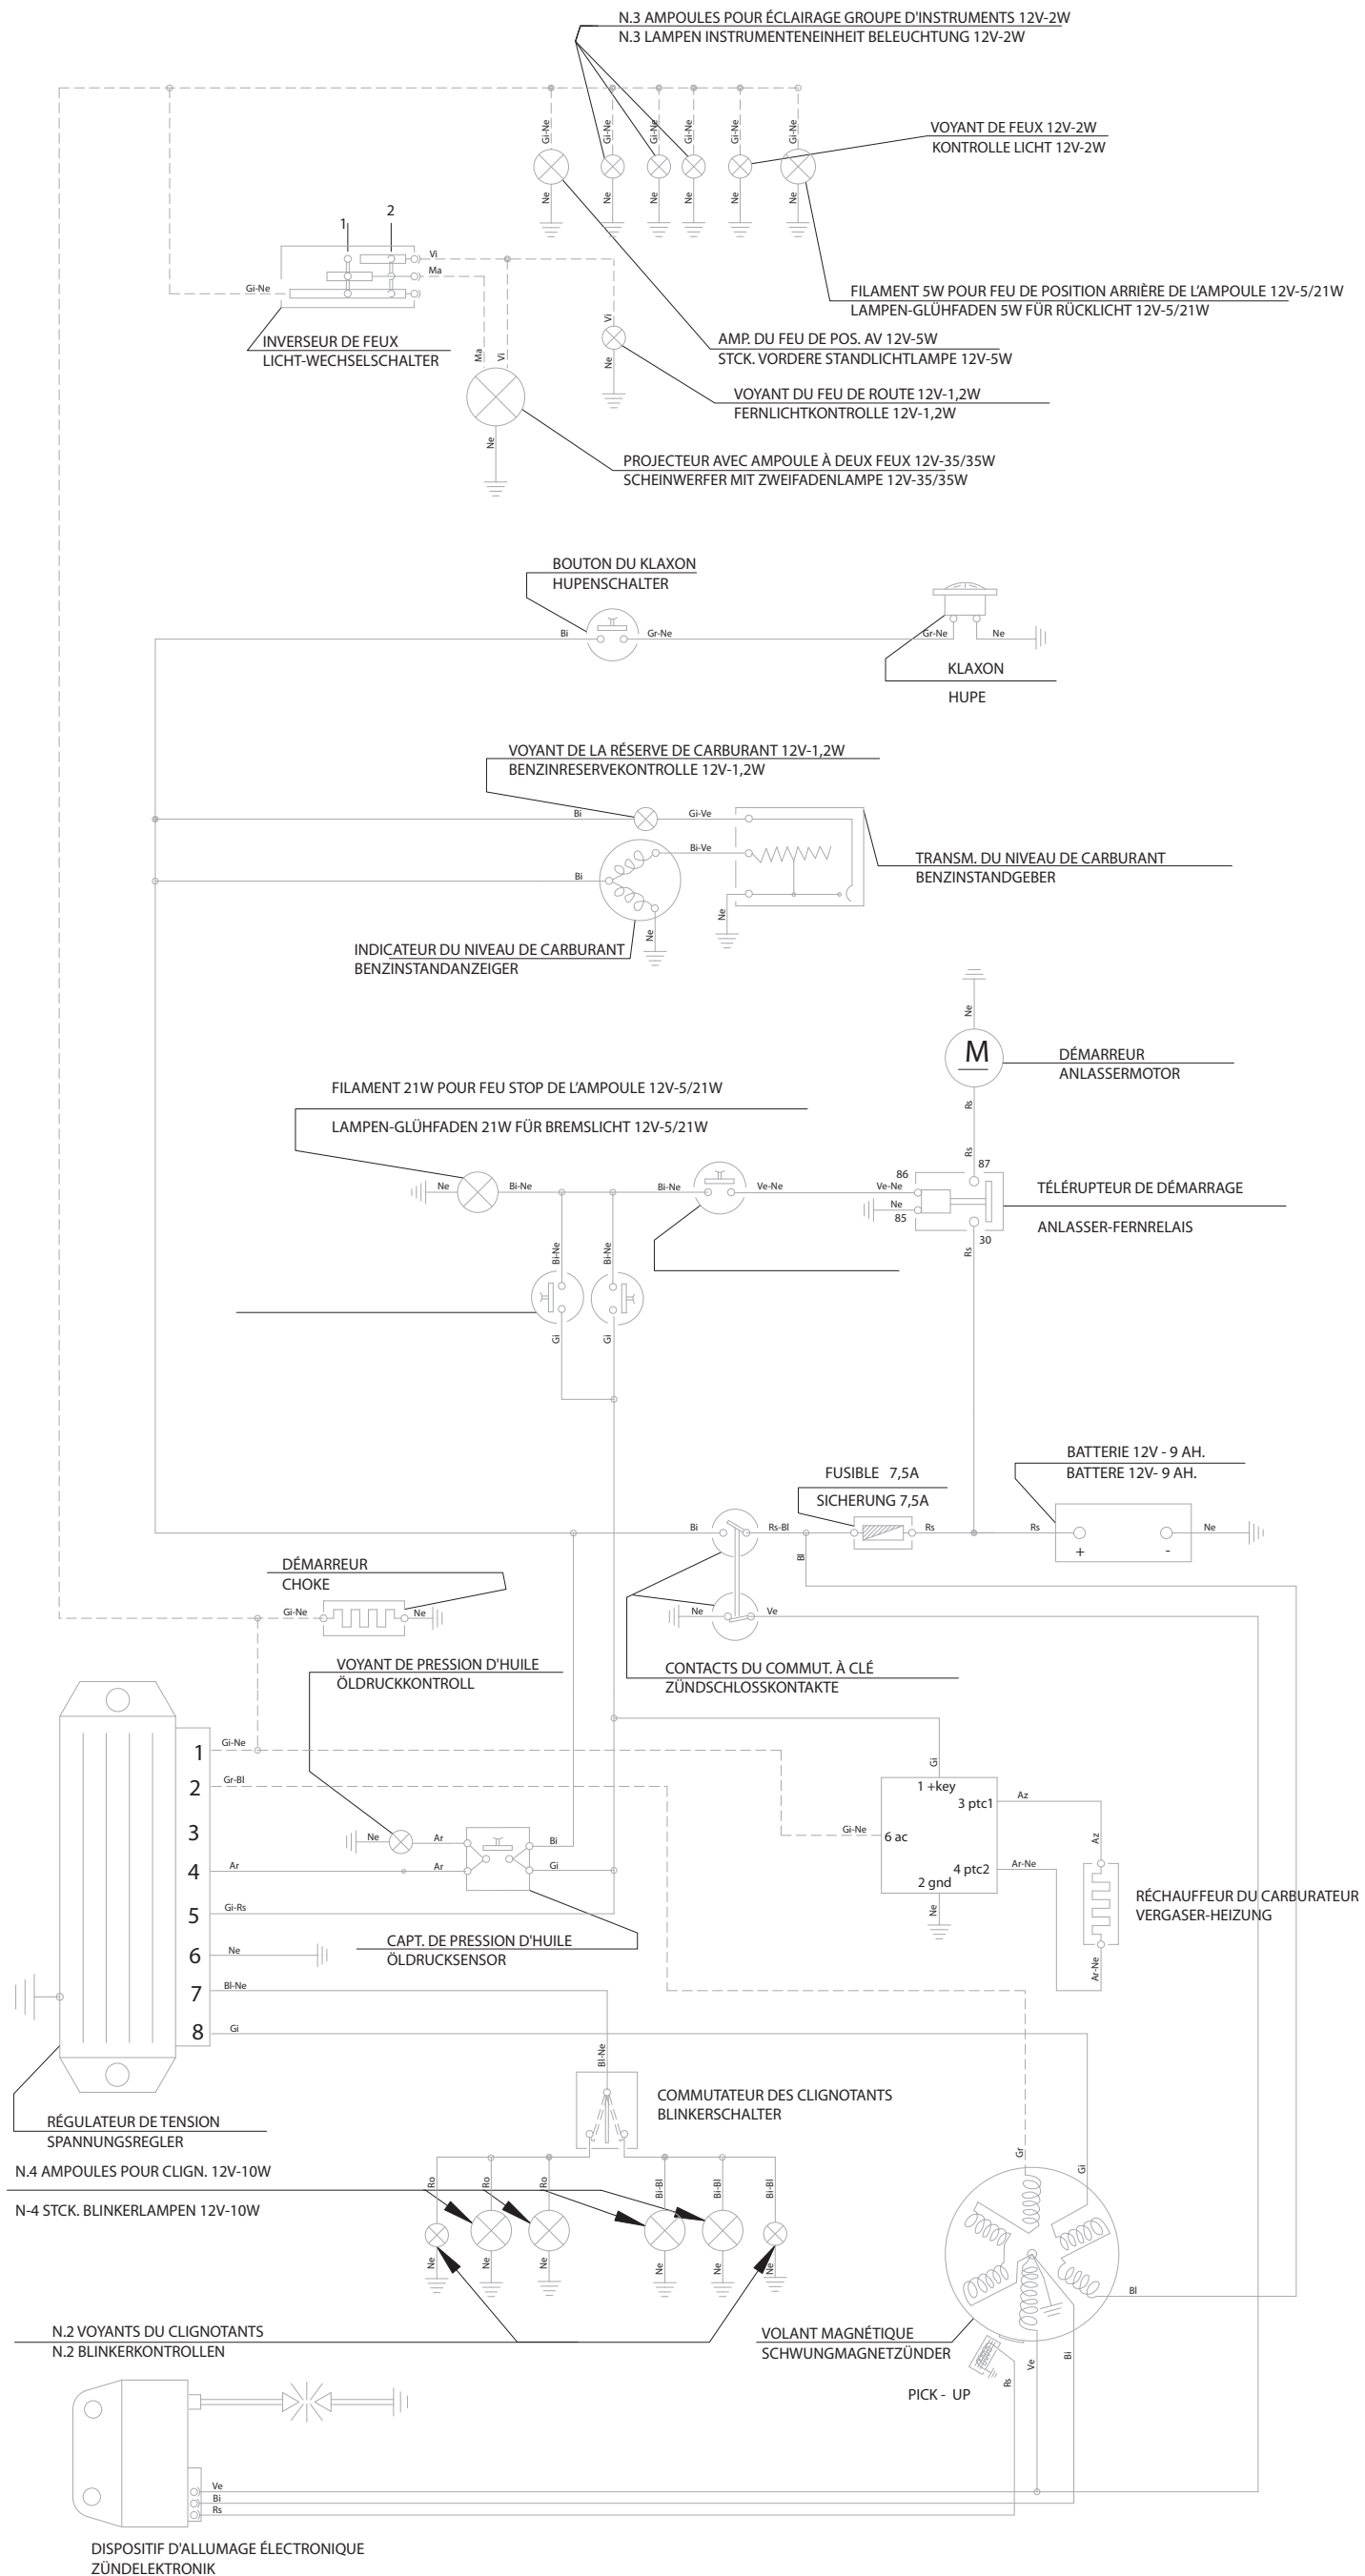 N.3 AMPOULES POUR ÉCLAIRAGE GROUPE D'INSTRUMENTS 12V-2W
N.3 LAMPEN INSTRUMENTENEINHEIT BELEUCHTUNG 12V-2W
Gi-Ne
Gi-Ne
Gi-Ne
Gi-Ne
Gi-Ne
Gi-Ne
VOYANT DE FEUX 12V-2W
KONTROLLE LICHT 12V-2W
Ne
Ne
Ne
Ne
Ne
Ne
1
2
Vi
Ma
Gi-Ne
FILAMENT 5W POUR FEU DE POSITION ARRIÈRE DE L'AMPOULE 12V-5/21W
LAMPEN-GLÜHFADEN 5W FÜR RÜCKLICHT 12V-5/21W
INVERSEUR DE FEUX
LICHT-WECHSELSCHALTER
Ma
Vi
Vi
Ne
AMP. DU FEU DE POS. AV 12V-5W
STCK. VORDERE STANDLICHTLAMPE 12V-5W
VOYANT DU FEU DE ROUTE 12V-1,2W
FERNLICHTKONTROLLE 12V-1,2W
Ne
PROJECTEUR AVEC AMPOULE À DEUX FEUX 12V-35/35W
SCHEINWERFER MIT ZWEIFADENLAMPE 12V-35/35W
BOUTON DU KLAXON
HUPENSCHALTER
Bi
Gr-Ne
Gr-Ne
Ne
KLAXON
HUPE
VOYANT DE LA RÉSERVE DE CARBURANT 12V-1,2W
BENZINRESERVEKONTROLLE 12V-1,2W
Bi
Gi-Ve
Bi-Ve
Bi
TRANSM. DU NIVEAU DE CARBURANT
BENZINSTANDGEBER
Ne
Ne
INDICATEUR DU NIVEAU DE CARBURANT
BENZINSTANDANZEIGER
Ne
M
DÉMARREUR
ANLASSERMOTOR
Rs
FILAMENT 21W POUR FEU STOP DE L'AMPOULE 12V-5/21W
LAMPEN-GLÜHFADEN 21W FÜR BREMSLICHT 12V-5/21W
Rs
87
86
Ne
Bi-Ne
Bi-Ne
Ve-Ne
Ve-Ne
Ne
85
30
TÉLÉRUPTEUR DE DÉMARRAGE
ANLASSER-FERNRELAIS
Bi-Ne
Bi-Ne
Rs
Gi
Gi
BATTERIE 12V - 9 AH.
BATTERE 12V- 9 AH.
FUSIBLE 7,5A
SICHERUNG 7,5A
Bi
Rs-Bl
Rs
Rs
+
-
Ne
Bl
DÉMARREUR
CHOKE
Gi-Ne
Ne
Ne
Ve
VOYANT DE PRESSION D'HUILE
ÖLDRUCKKONTROLL
CONTACTS DU COMMUT. À CLÉ
ZÜNDSCHLOSSKONTAKTE
1
Gi-Ne
2
Gr-Bl
Gi
1 +key
3 ptc1
Az
Az
3
Ne
Ar
Bi
Gi-Ne
6 ac
4
Ar
Ar
Gi
4 ptc2
Ar-Ne
2 gnd
RÉCHAUFFEUR DU CARBURATEUR
VERGASER-HEIZUNG
5
Gi-Rs
Ne
CAPT. DE PRESSION D'HUILE
ÖLDRUCKSENSOR
6
Ne
Ar-Ne
7
Bl-Ne
8
Gi
Bl-Ne
COMMUTATEUR DES CLIGNOTANTS
BLINKERSCHALTER
RÉGULATEUR DE TENSION
SPANNUNGSREGLER
N.4 AMPOULES POUR CLIGN. 12V-10W
N-4 STCK. BLINKERLAMPEN 12V-10W
Ro
Ro
Ro
Bi-Bl
Bi-Bl
Bi-Bl
Gr
Gi
Ne
Ne
Ne
Ne
Ne
Ne
Bl
N.2 VOYANTS DU CLIGNOTANTS
N.2 BLINKERKONTROLLEN
VOLANT MAGNÉTIQUE
SCHWUNGMAGNETZÜNDER
Rs
Ve
Bi
PICK - UP
Ve
Bi
Rs
DISPOSITIF D'ALLUMAGE ÉLECTRONIQUE
ZÜNDELEKTRONIK